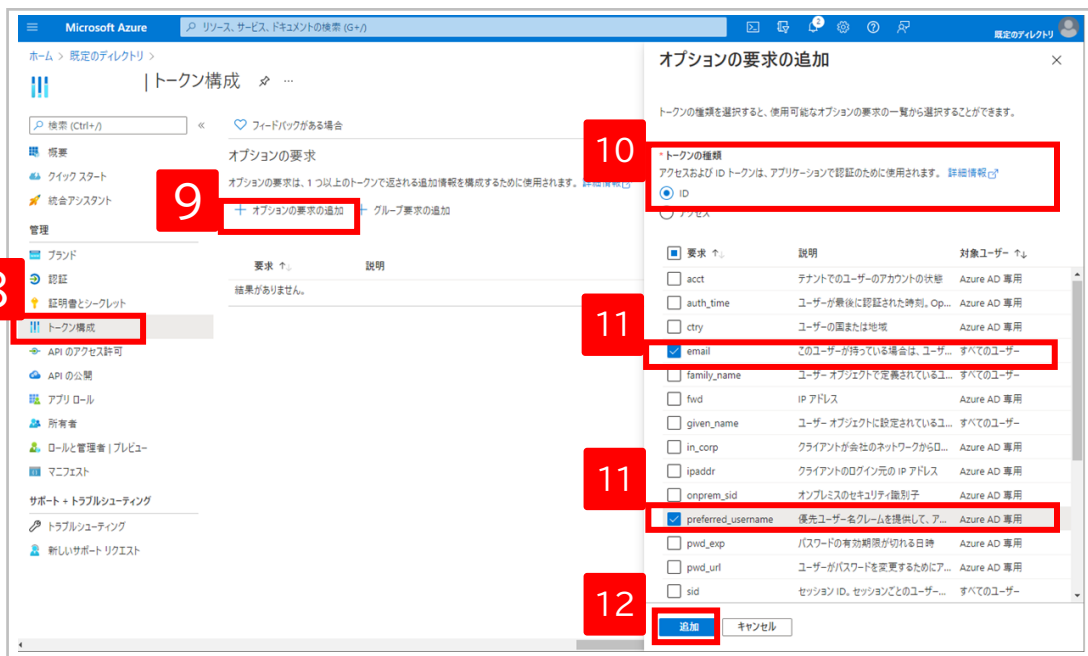 Microsoft Azure
リソース、サービス、ドキュメントの検索 (G+/)
2
既定のディレクトリ
ホーム > 既定のディレクトリ >
| トークン構成
···
検索 (Ctrl+/)
«
概要
クイック スタート
統合アシスタント
管理
ブランド
認証
証明書とシークレット
8
トークン構成
API のアクセス許可
API の公開
アプリ ロール
所有者
ロールと管理者 | プレビュー
マニフェスト
サポート + トラブルシューティング
トラブルシューティング
新しいサポート リクエスト
フィードバックがある場合
オプションの要求
オプションの要求は、1 つ以上のトークンで返される追加情報を構成するために使用されます。 詳細情報
9
+ オプションの要求の追加 + グループ要求の追加
要求 ↑↓ 説明
結果がありません。
オプションの要求の追加
×
トークンの種類を選択すると、使用可能なオプションの要求の一覧から選択することができます。
10
* トークンの種類
アクセスおよび ID トークンは、アプリケーションで認証のために使用されます。 詳細情報
ID
アクセス
要求 ↑↓ 説明 対象ユーザー ↑↓
acct テナントでのユーザーのアカウントの状態 Azure AD 専用
auth_time ユーザーが最後に認証された時刻。Op... Azure AD 専用
11
ctry ユーザーの国または地域 Azure AD 専用
email このユーザーが持っている場合は、ユーザ... すべてのユーザー
family_name ユーザー オブジェクトで定義されているユ... すべてのユーザー
fwd IP アドレス Azure AD 専用
given_name ユーザー オブジェクトに設定されているユ... すべてのユーザー
in_corp クライアントが会社のネットワークからロ... Azure AD 専用
11
ipaddr クライアントのログイン元の IP アドレス Azure AD 専用
onprem_sid オンプレミスのセキュリティ識別子 Azure AD 専用
preferred_username 優先ユーザー名クレームを提供して、ア... Azure AD 専用
pwd_exp パスワードの有効期限が切れる日時 Azure AD 専用
pwd_url ユーザーがパスワードを変更するためにア... Azure AD 専用
sid セッション ID。セッションごとのユーザー... すべてのユーザー
12
追加 キャンセル